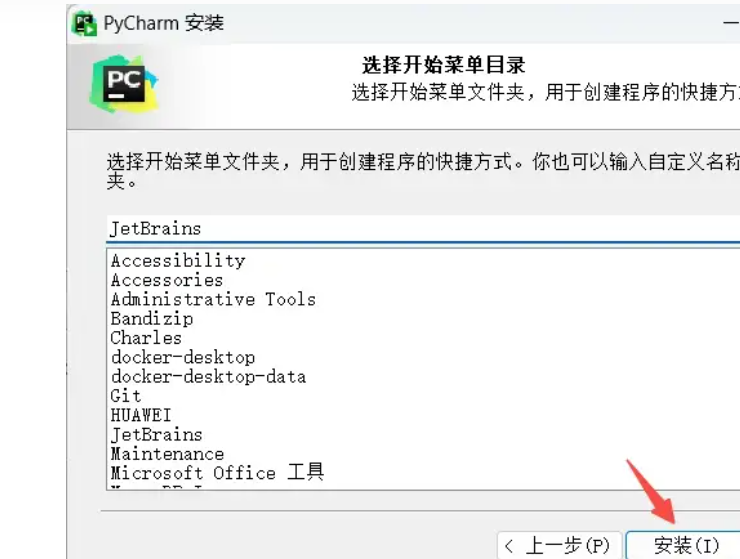 PyCharm 安装
PC
选择开始菜单目录
选择开始菜单文件夹，用于创建程序的快捷方
选择开始菜单文件夹，用于创建程序的快捷方式。你也可以输入自定义名称
夹。
JetBrains
Accessibility
Accessories
Administrative Tools
Bandizip
Charles
docker-desktop
docker-desktop-data
Git
HUAWEI
JetBrains
Maintenance
Microsoft Office 工具
< 上一步(P)
安装(I)